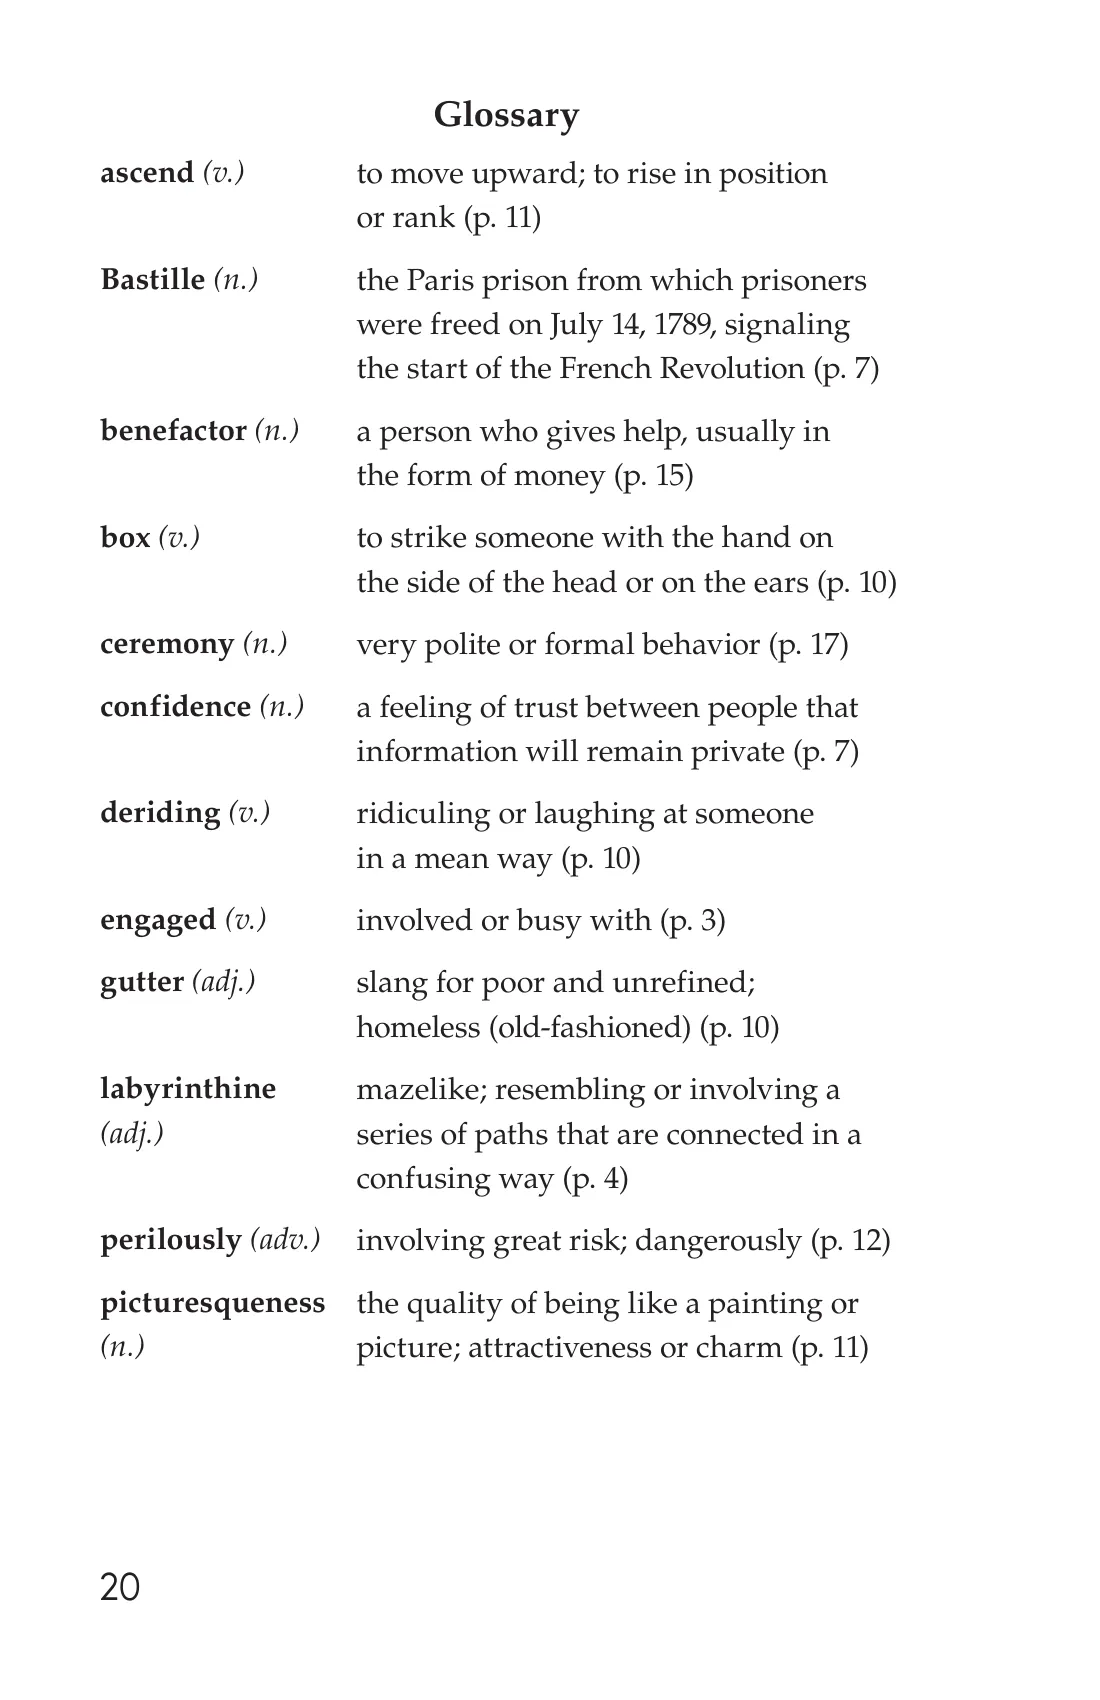 Glossary
ascend (v.) to move upward; to rise in position
or rank (p. 11)
Bastille (n.) the Paris prison from which prisoners
were freed on July 14, 1789, signaling
the start of the French Revolution (p. 7)
benefactor (n.) a person who gives help, usually in
the form of money (p. 15)
box (v.) to strike someone with the hand on
the side of the head or on the ears (p. 10)
ceremony (n.) very polite or formal behavior (p. 17)
confidence (n.) a feeling of trust between people that
information will remain private (p. 7)
deriding (v.) ridiculing or laughing at someone
in a mean way (p. 10)
engaged (v.) involved or busy with (p. 3)
gutter (adj.) slang for poor and unrefined;
homeless (old-fashioned) (p. 10)
labyrinthine mazelike; resembling or involving a
(adj.) series of paths that are connected in a
confusing way (p. 4)
perilously (adv.) involving great risk; dangerously (p. 12)
picturesqueness the quality of being like a painting or
(n.) picture; attractiveness or charm (p. 11)
20